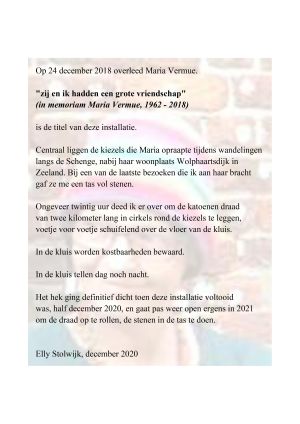 Op 24 december 2018 overleed Maria Vermue.
"zij en ik hadden een grote vriendschap"
(in memoriam Maria Vermue, 1962 - 2018)
is de titel van deze installatie.
Centraal liggen de kiezels die Maria opraapte tijdens wandelingen
langs de Schenge, nabij haar woonplaats Wolphaartsdijk in
Zeeland. Bij een van de laatste bezoeken die ik aan haar bracht
gaf ze me een tas vol stenen.
Ongeveer twintig uur deed ik er over om de katoenen draad
van twee kilometer lang in cirkels rond de kiezels te leggen,
voetje voor voetje schuifelend over de vloer van de kluis.
In de kluis worden kostbaarheden bewaard.
In de kluis tellen dag noch nacht.
Het hek ging definitief dicht toen deze installatie voltooid
was, half december 2020, en gaat pas weer open ergens in 2021
om de draad op te rollen, de stenen in de tas te doen.
Elly Stolwijk, december 2020